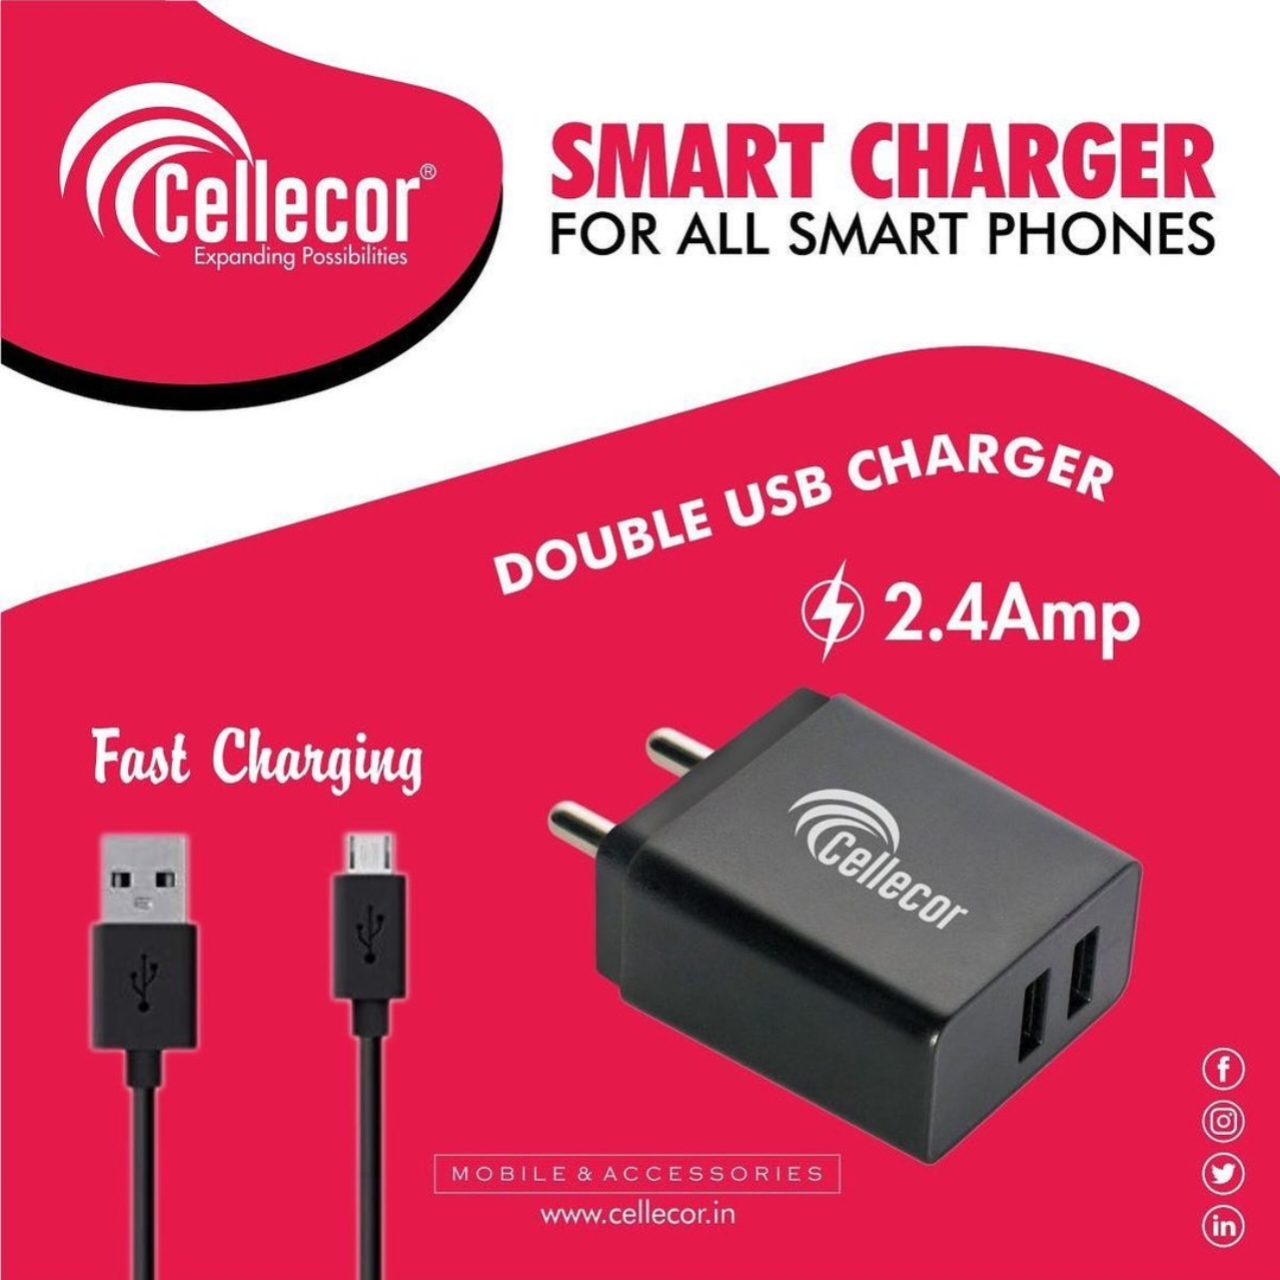 Cellecor®
Expanding Possibilities
SMART CHARGER
FOR ALL SMART PHONES
DOUBLE USB CHARGER
2.4Amp
Fast Charging
Cellecor
MOBILE & ACCESSORIES
www.cellecor.in